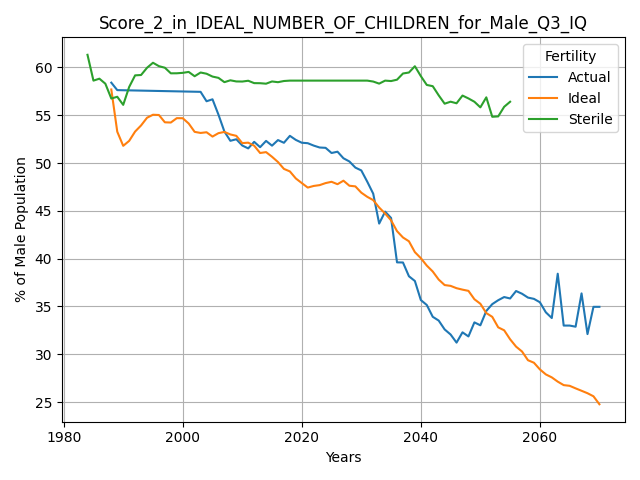 Score_2_in_IDEAL_NUMBER_OF_CHILDREN_for_Male_Q3_IQ
% of Male Population
60
55
50
45
40
35
30
25
Fertility
Actual
Ideal
Sterile
1980 2000 2020 2040 2060
Years